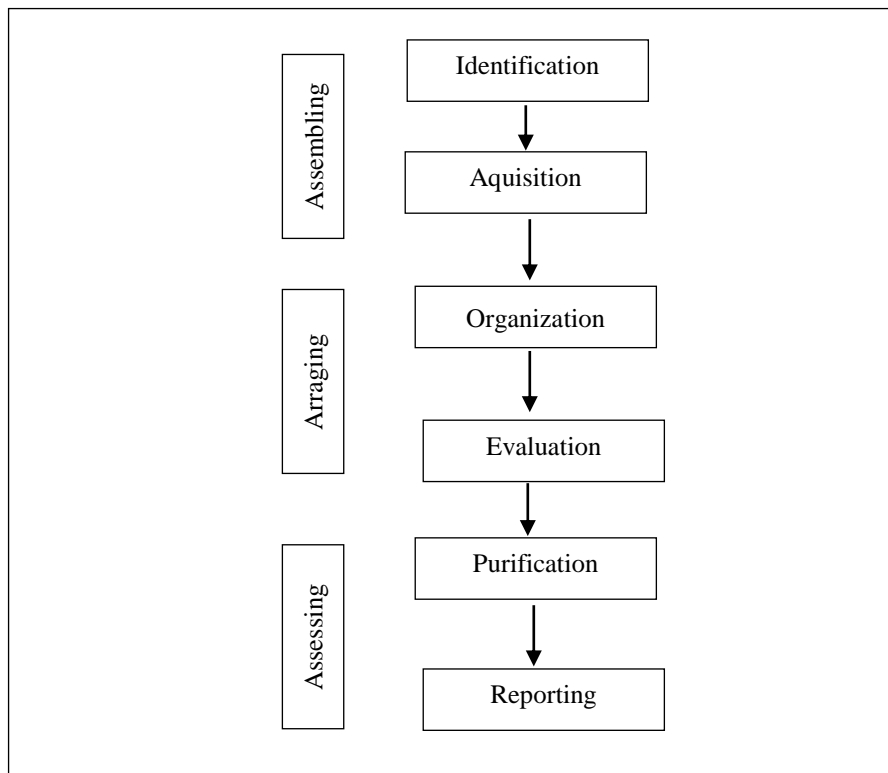 Assembling
Identification
Aquisition
Arraging
Organization
Evaluation
Assessing
Purification
Reporting